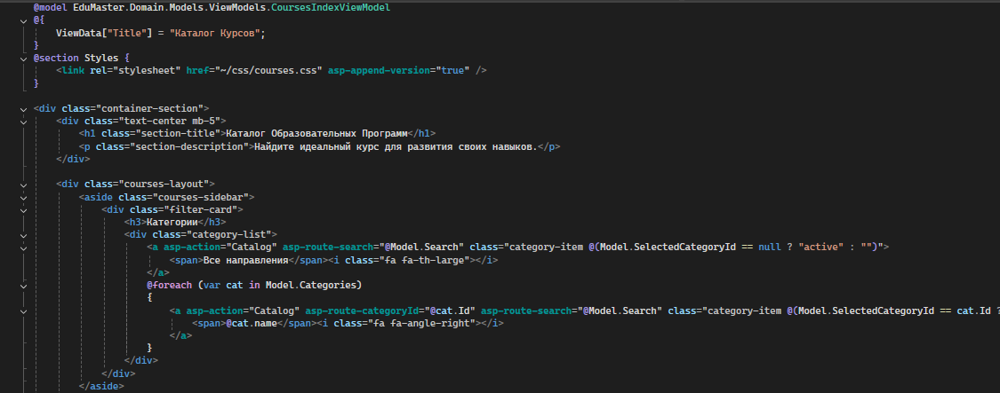 @model EduMaster.Domain.Models.ViewModels.CoursesIndexViewModel
@{
ViewData["Title"] = "Каталог Курсов";
}
@section Styles {
<link rel="stylesheet" href="~/css/courses.css" asp-append-version="true" />
}
<div class="container-section">
<div class="text-center mb-5">
<h1 class="section-title">Каталог Образовательных Программ</h1>
<p class="section-description">Найдите идеальный курс для развития своих навыков.</p>
</div>
<div class="courses-layout">
<aside class="courses-sidebar">
<div class="filter-card">
<h3>Категории</h3>
<div class="category-list">
<a asp-action="Catalog" asp-route-search="@Model.Search" class="category-item @(Model.SelectedCategoryId == null ? "active" : "")">
<span>Все направления</span><i class="fa fa-th-large"></i>
</a>
@foreach (var cat in Model.Categories)
{
<a asp-action="Catalog" asp-route-categoryId="@cat.Id" asp-route-search="@Model.Search" class="category-item @(Model.SelectedCategoryId == cat.Id ?
<span>@cat.name</span><i class="fa fa-angle-right"></i>
</a>
}
</div>
</div>
</aside>